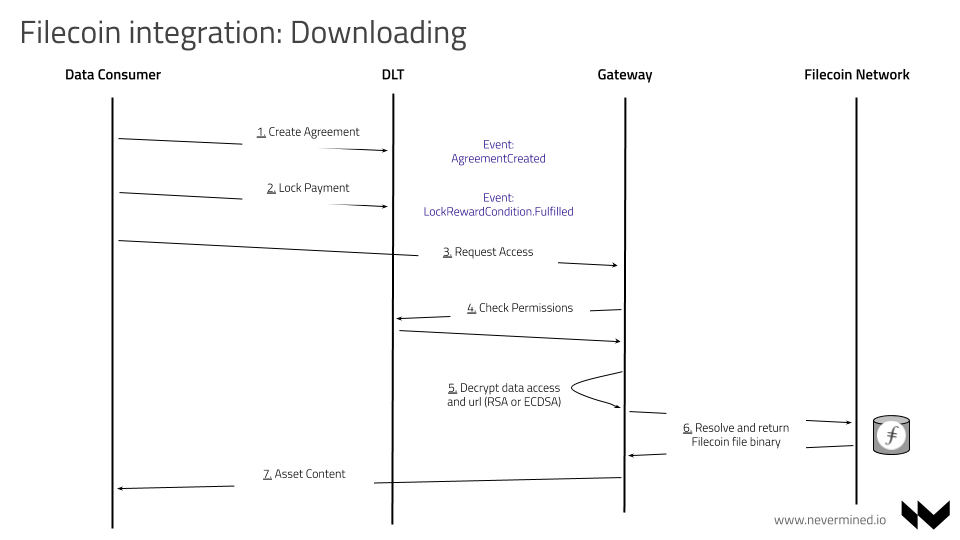 Filecoin integration: Downloading
Data Consumer
DLT
Gateway
Filecoin Network
1. Create Agreement
Event:
AgreementCreated
2. Lock Payment
Event:
LockRewardCondition.Fulfilled
3. Request Access
4. Check Permissions
5. Decrypt data access
and url (RSA or ECDSA)
6. Resolve and return
Filecoin file binary
7. Asset Content
www.nevermined.io